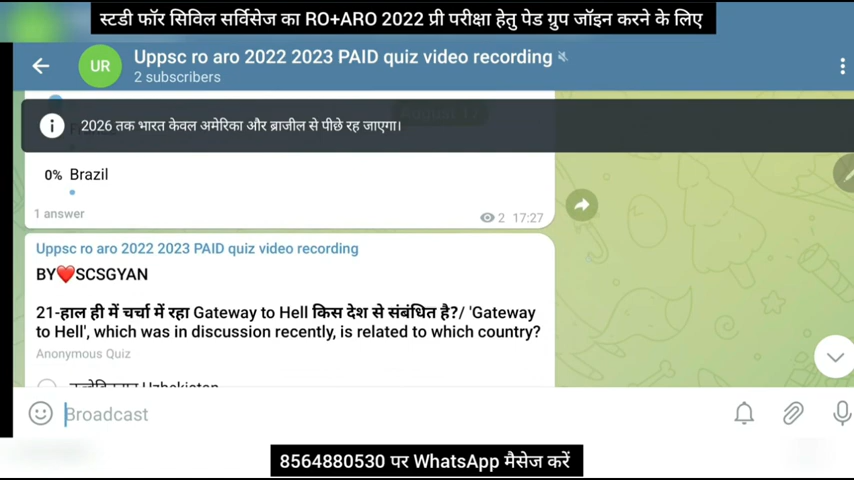 स्टडी फॉर सिविल सर्विसेज का RO+ARO 2022 प्री परीक्षा हेतु पेड ग्रुप जॉइन करने के लिए
UR
Uppsc ro aro 2022 2023 PAID quiz video recording
2 subscribers
August 17
2026 तक भारत केवल अमेरिका और ब्राजील से पीछे रह जाएगा।
0% Brazil
1 answer
2 17:27
Uppsc ro aro 2022 2023 PAID quiz video recording
BY❤️SCSGYAN
21-हाल ही में चर्चा में रहा Gateway to Hell किस देश से संबंधित है?/ 'Gateway
to Hell', which was in discussion recently, is related to which country?
Anonymous Quiz
Uzbekistan
Broadcast
8564880530 पर WhatsApp मैसेज करें